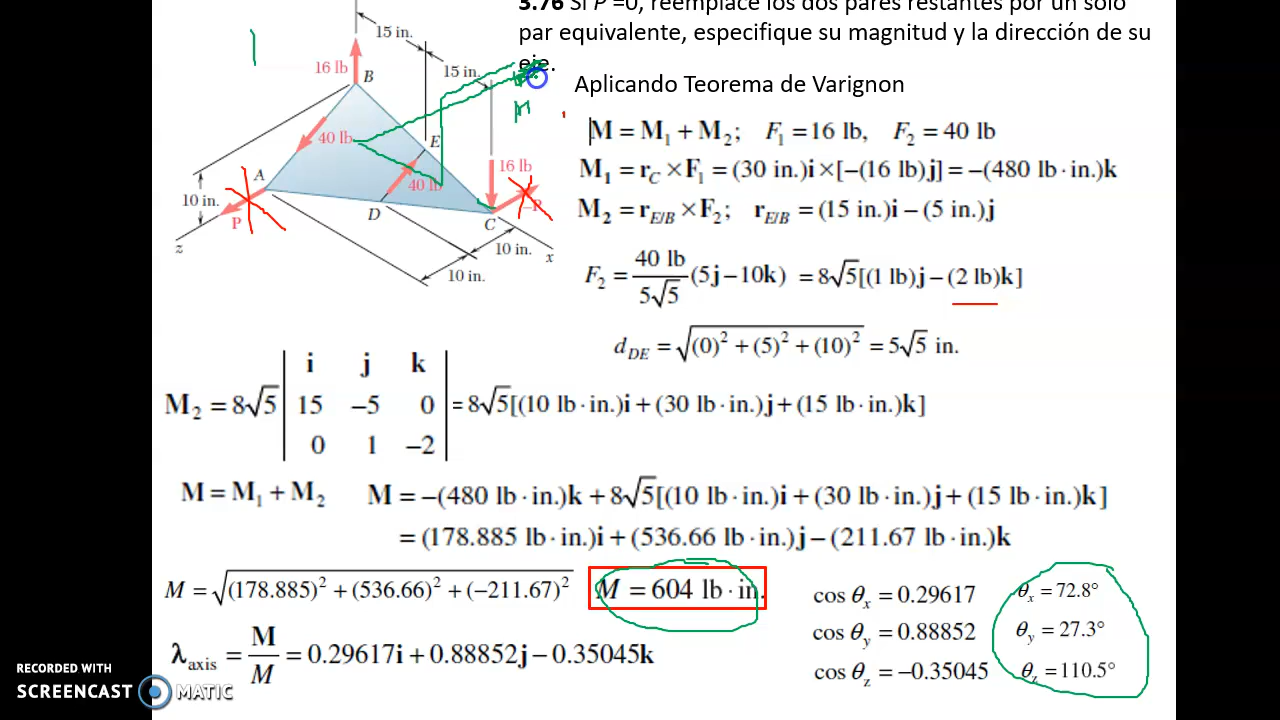 3.76 Si P =0, reemplace los dos pares restantes por un solo
par equivalente, especifique su magnitud y la dirección de su
eje.
Aplicando Teorema de Varignon
15 in.
16 lb
B
15 in.
40 lb
E
A
16 lb
40 lb
10 in.
P
D
C
–P
z
10 in.
x
10 in.
M
M = M₁ + M₂; F₁ = 16 lb, F₂ = 40 lb
M₁ = r_C × F₁ = (30 in.)i × [−(16 lb)j] = −(480 lb · in.)k
M₂ = r_E/B × F₂; r_E/B = (15 in.)i − (5 in.)j
F₂ = 40 lb / 5√5 (5j − 10k) = 8√5[(1 lb)j − (2 lb)k]
d_DE = √(0)² + (5)² + (10)² = 5√5 in.
i j k
M₂ = 8√5 | 15 −5 0 | = 8√5[(10 lb · in.)i + (30 lb · in.)j + (15 lb · in.)k]
0 1 −2
M = M₁ + M₂ M = −(480 lb · in.)k + 8√5[(10 lb · in.)i + (30 lb · in.)j + (15 lb · in.)k]
= (178.885 lb · in.)i + (536.66 lb · in.)j − (211.67 lb · in.)k
M = √(178.885)² + (536.66)² + (−211.67)² M = 604 lb · in.
cos θx = 0.29617 θx = 72.8°
cos θy = 0.88852 θy = 27.3°
cos θz = −0.35045 θz = 110.5°
λaxis = M / M = 0.29617i + 0.88852j − 0.35045k
RECORDED WITH
SCREENCAST MATIC